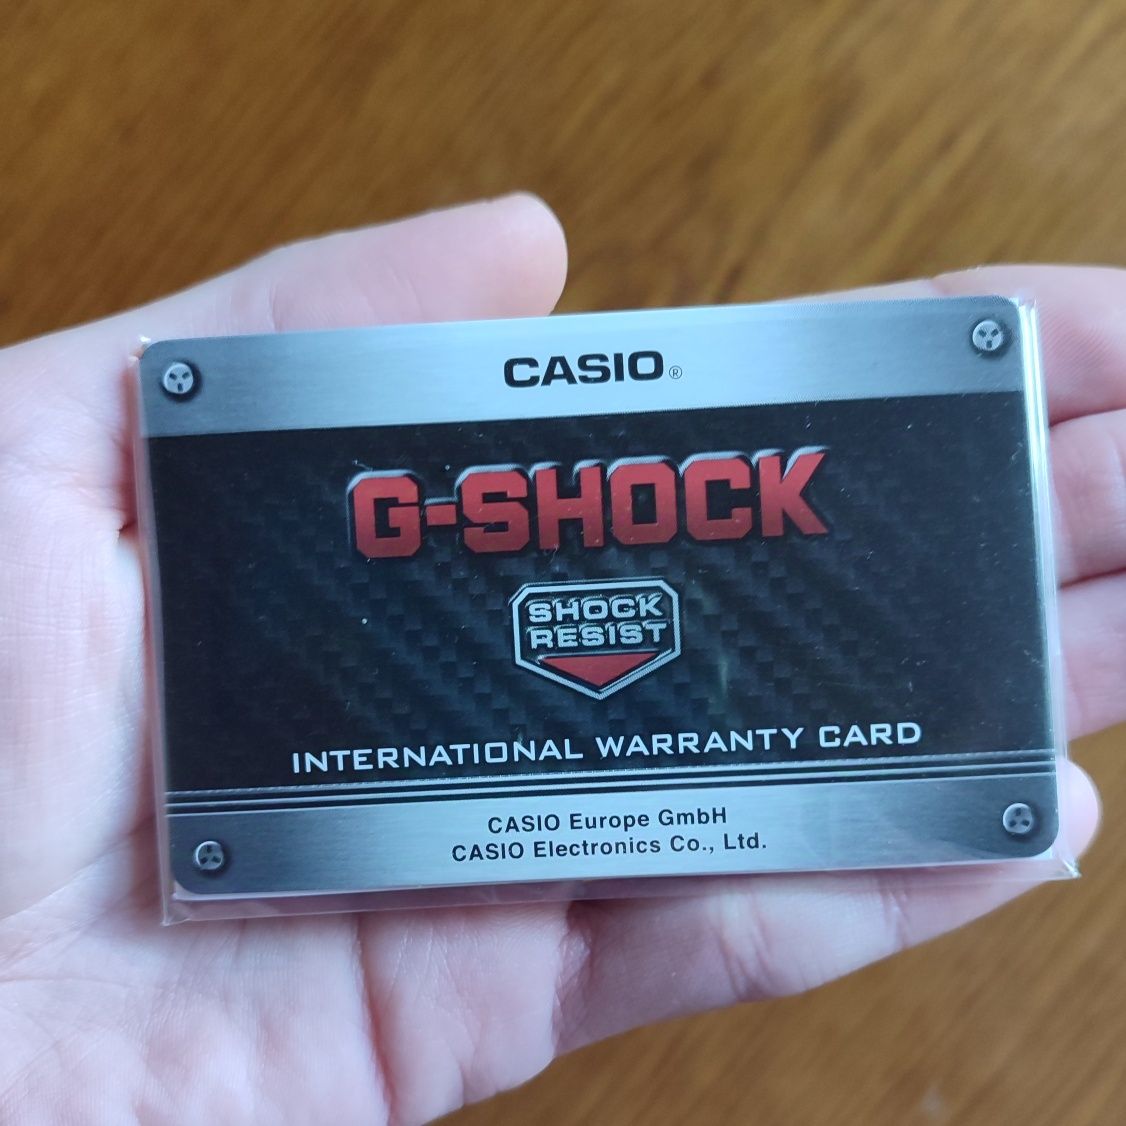 CASIO®
G-SHOCK
SHOCK
RESIST
INTERNATIONAL WARRANTY CARD
CASIO Europe GmbH
CASIO Electronics Co., Ltd.